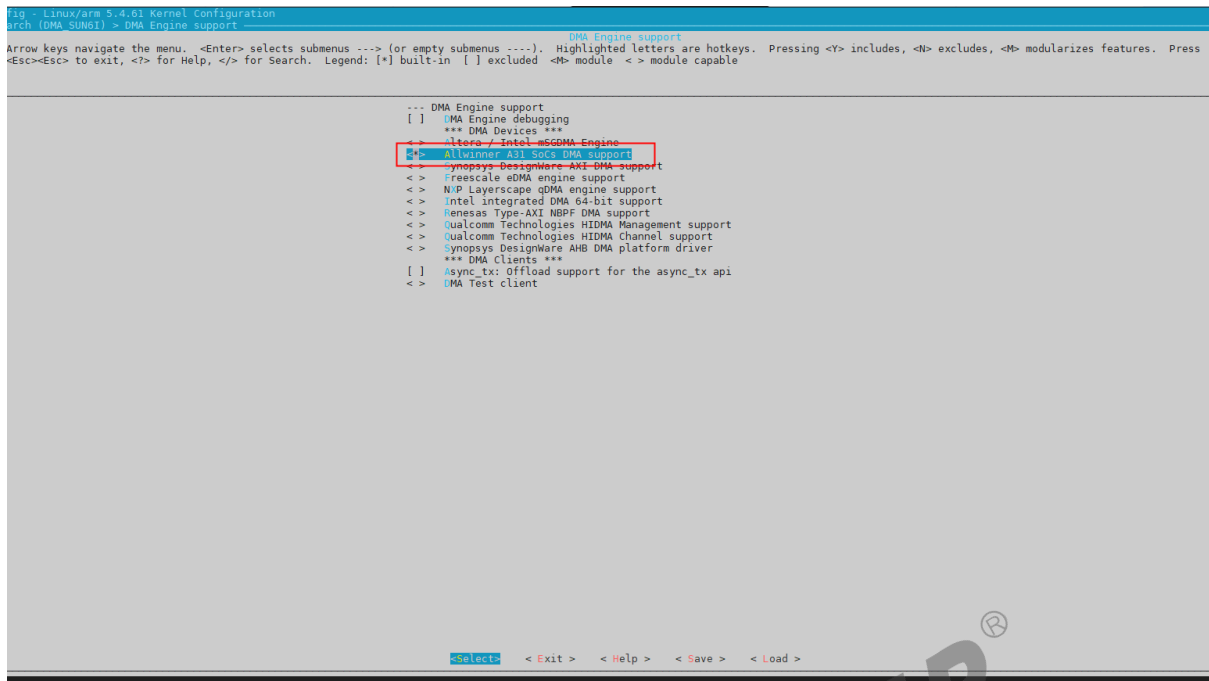 fig - Linux/arm 5.4.61 Kernel Configuration
arch (DMA_SUN6I) > DMA Engine support
DMA Engine support
Arrow keys navigate the menu. <Enter> selects submenus ---> (or empty submenus ----). Highlighted letters are hotkeys. Pressing <Y> includes, <N> excludes, <M> modularizes features. Press
<Esc><Esc> to exit, <?> for Help, </> for Search. Legend: [*] built-in [ ] excluded <M> module < > module capable
--- DMA Engine support
[ ] DMA Engine debugging
*** DMA Devices ***
< > Altera / Intel mSGDMA Engine
<*> Allwinner A31 SoCs DMA support
< > Synopsys DesignWare AXI DMA support
< > Freescale eDMA engine support
< > NXP Layerscape qDMA engine support
< > Intel integrated DMA 64-bit support
< > Renesas Type-AXI NBPF DMA support
< > Qualcomm Technologies HIDMA Management support
< > Qualcomm Technologies HIDMA Channel support
< > Synopsys DesignWare AHB DMA platform driver
*** DMA Clients ***
[ ] Async_tx: Offload support for the async_tx api
< > DMA Test client
<Select> < Exit > < Help > < Save > < Load >
®